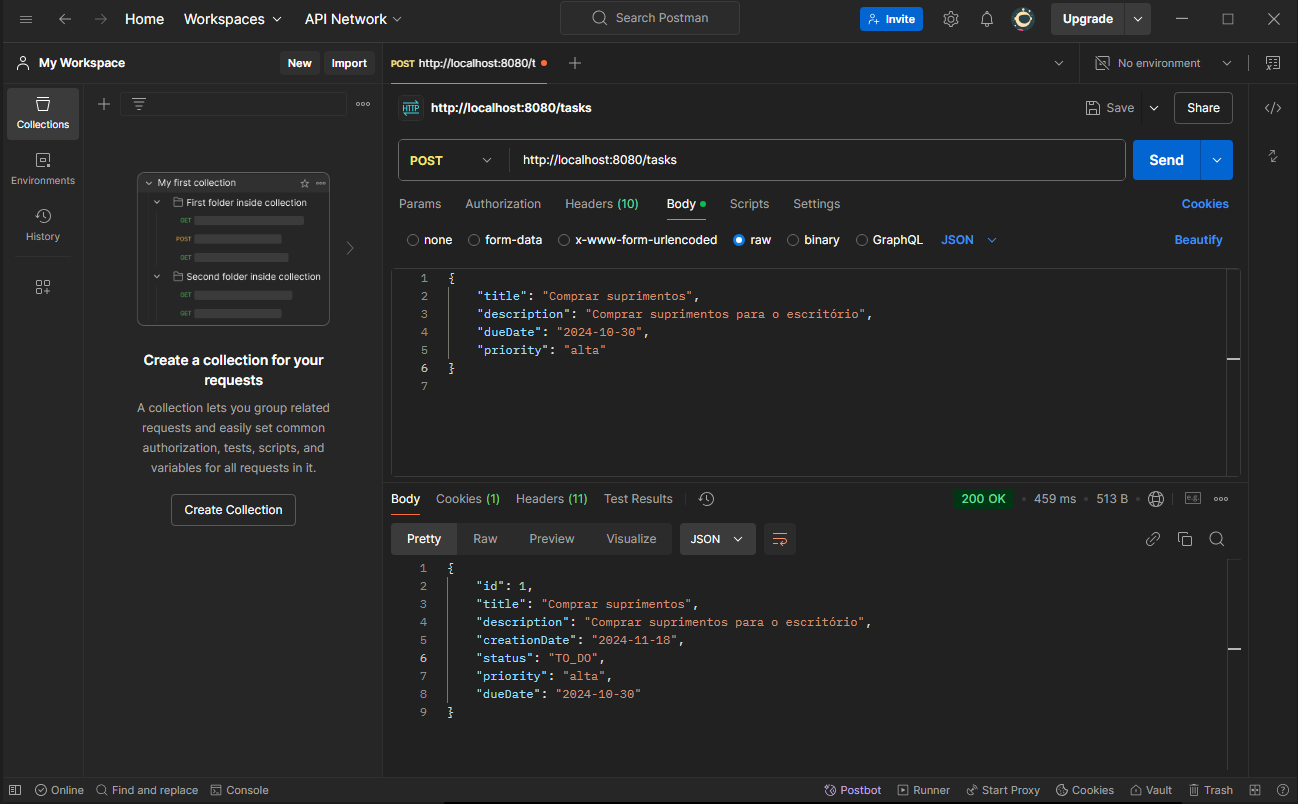 Home Workspaces API Network Search Postman Invite Upgrade
My Workspace New Import POST http://localhost:8080/t No environment
Collections
Environments
History
My first collection
First folder inside collection
GET
POST
GET
Second folder inside collection
GET
GET
Create a collection for your
requests
A collection lets you group related
requests and easily set common
authorization, tests, scripts, and
variables for all requests in it.
Create Collection
HTTP http://localhost:8080/tasks Save Share
POST http://localhost:8080/tasks Send
Params Authorization Headers (10) Body Scripts Settings Cookies
none form-data x-www-form-urlencoded raw binary GraphQL JSON Beautify
1 {
2 "title": "Comprar suprimentos",
3 "description": "Comprar suprimentos para o escritório",
4 "dueDate": "2024-10-30",
5 "priority": "alta"
6 }
7
Body Cookies (1) Headers (11) Test Results 200 OK • 459 ms • 513 B • e.g.
Pretty Raw Preview Visualize JSON
1 {
2 "id": 1,
3 "title": "Comprar suprimentos",
4 "description": "Comprar suprimentos para o escritório",
5 "creationDate": "2024-11-18",
6 "status": "TO_DO",
7 "priority": "alta",
8 "dueDate": "2024-10-30"
9 }
Online Find and replace Console Postbot Runner Start Proxy Cookies Vault Trash